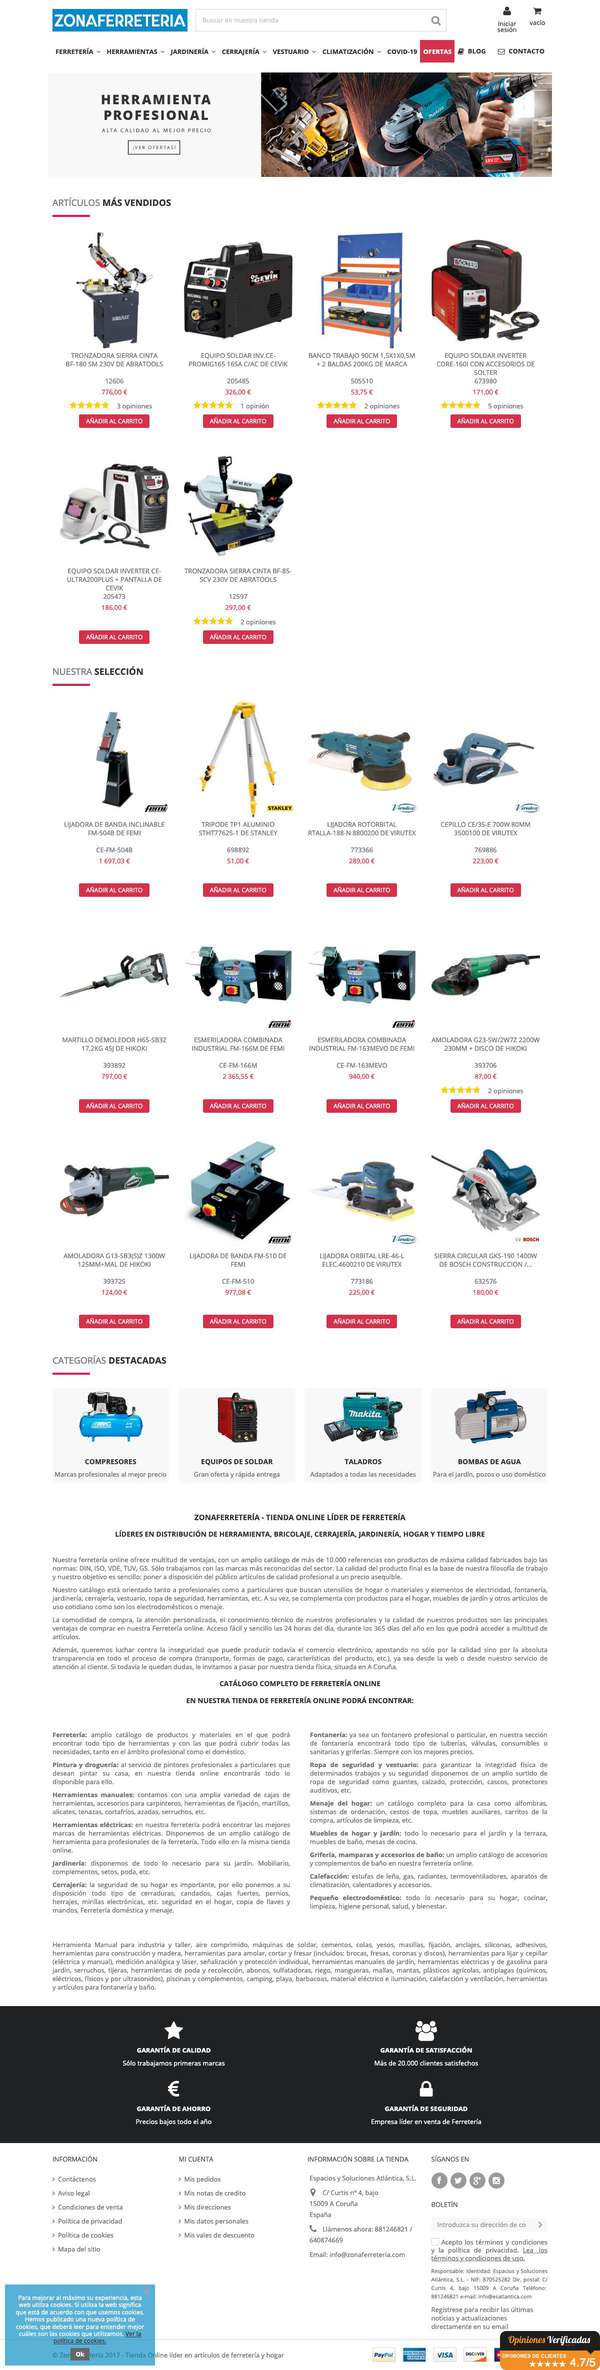 ZONAFERRETERIA
Buscar en nuestra tienda
Iniciar sesión
vacío
FERRETERÍA HERRAMIENTAS JARDINERÍA CERRAJERÍA VESTUARIO CLIMATIZACIÓN COVID-19 OFERTAS BLOG CONTACTO
HERRAMIENTA
PROFESIONAL
ALTA CALIDAD AL MEJOR PRECIO
¡VER OFERTAS!
ARTÍCULOS MÁS VENDIDOS
TRONZADORA SIERRA CINTA
BF-180 SM 230V DE ABRATOOLS
12606
776,00 €
3 opiniones
AÑADIR AL CARRITO
EQUIPO SOLDAR INV.CE-
PROMIG165 165A C/AC DE CEVIK
205485
326,00 €
1 opinión
AÑADIR AL CARRITO
BANCO TRABAJO 90CM 1,5X1X0,5M
+ 2 BALDAS 200KG DE MARCA
505510
53,75 €
2 opiniones
AÑADIR AL CARRITO
EQUIPO SOLDAR INVERTER
CORE-160I CON ACCESORIOS DE
SOLTER
673980
171,00 €
5 opiniones
AÑADIR AL CARRITO
EQUIPO SOLDAR INVERTER CE-
ULTRA200PLUS + PANTALLA DE
CEVIK
205473
186,00 €
AÑADIR AL CARRITO
TRONZADORA SIERRA CINTA BF-85-
SCV 230V DE ABRATOOLS
12597
297,00 €
2 opiniones
AÑADIR AL CARRITO
NUESTRA SELECCIÓN
LIJADORA DE BANDA INCLINABLE
FM-504B DE FEMI
CE-FM-504B
1 697,03 €
AÑADIR AL CARRITO
STANLEY
TRIPODE TP1 ALUMINIO
STHT77625-1 DE STANLEY
698892
51,00 €
AÑADIR AL CARRITO
LIJADORA ROTORBITAL
RTALLA-188-N 8800200 DE VIRUTEX
773366
289,00 €
AÑADIR AL CARRITO
CEPILLO CE/35-E 700W 80MM
3500100 DE VIRUTEX
769886
223,00 €
AÑADIR AL CARRITO
MARTILLO DEMOLEDOR H65-SB3Z
17,2KG 45J DE HIKOKI
393892
797,00 €
AÑADIR AL CARRITO
ESMERILADORA COMBINADA
INDUSTRIAL FM-166M DE FEMI
CE-FM-166M
2 365,55 €
AÑADIR AL CARRITO
ESMERILADORA COMBINADA
INDUSTRIAL FM-163MEVO DE FEMI
CE-FM-163MEVO
940,00 €
AÑADIR AL CARRITO
AMOLADORA G23-SW/2W7Z 2200W
230MM + DISCO DE HIKOKI
393706
87,00 €
2 opiniones
AÑADIR AL CARRITO
AMOLADORA G13-SB3(S)Z 1300W
125MM+MAL DE HIKOKI
393725
124,00 €
AÑADIR AL CARRITO
LIJADORA DE BANDA FM-510 DE
FEMI
CE-FM-510
977,08 €
AÑADIR AL CARRITO
LIJADORA ORBITAL LRE-46-L
ELEC.4600210 DE VIRUTEX
773186
225,00 €
AÑADIR AL CARRITO
BOSCH
SIERRA CIRCULAR GKS-190 1400W
DE BOSCH CONSTRUCCION /...
632576
180,00 €
AÑADIR AL CARRITO
CATEGORÍAS DESTACADAS
COMPRESORES
Marcas profesionales al mejor precio
EQUIPOS DE SOLDAR
Gran oferta y rápida entrega
makita
TALADROS
Adaptados a todas las necesidades
BOMBAS DE AGUA
Para el jardín, pozos o uso doméstico
ZONAFERRETERÍA - TIENDA ONLINE LÍDER DE FERRETERÍA
LÍDERES EN DISTRIBUCIÓN DE HERRAMIENTA, BRICOLAJE, CERRAJERÍA, JARDINERÍA, HOGAR Y TIEMPO LIBRE
Nuestra ferretería online ofrece multitud de ventajas, con un amplio catálogo de más de 10.000 referencias con productos de máxima calidad fabricados bajo las
normas: DIN, ISO, VDE, TUV, GS. Sólo trabajamos con las marcas más reconocidas del sector. La calidad del producto final es la base de nuestra filosofía de trabajo
y nuestro objetivo es sencillo: poner a disposición del público artículos de calidad profesional a un precio asequible.
Nuestro catálogo está orientado tanto a profesionales como a particulares que buscan utensilios de hogar o materiales y elementos de electricidad, fontanería,
jardinería, cerrajería, vestuario, ropa de seguridad, herramientas, etc. A su vez, se complementa con productos para el hogar, muebles de jardín y otros artículos de
uso cotidiano como son los electrodomésticos o menaje.
La comodidad de compra, la atención personalizada, el conocimiento técnico de nuestros profesionales y la calidad de nuestros productos son las principales
ventajas de comprar en nuestra Ferretería online. Acceso fácil y sencillo las 24 horas del día, durante los 365 días del año en los que podrá acceder a multitud de
artículos.
Además, queremos luchar contra la inseguridad que puede producir todavía el comercio electrónico, apostando no sólo por la calidad sino por la absoluta
transparencia en todo el proceso de compra (transporte, formas de pago, características del producto, etc.), ya sea desde la web o desde nuestro servicio de
atención al cliente. Si todavía le quedan dudas, le invitamos a pasar por nuestra tienda física, situada en A Coruña.
CATÁLOGO COMPLETO DE FERRETERÍA ONLINE
EN NUESTRA TIENDA DE FERRETERÍA ONLINE PODRÁ ENCONTRAR:
Ferretería: amplio catálogo de productos y materiales en el que podrá
encontrar todo tipo de herramientas y con las que podrá cubrir todas las
necesidades, tanto en el ámbito profesional como el doméstico.
Pintura y droguería: al servicio de pintores profesionales a particulares que
desean pintar su casa, en nuestra tienda online encontrarás todo lo
disponible para ello.
Herramientas manuales: contamos con una amplia variedad de cajas de
herramientas, accesorios para carpinteros, herramientas de fijación, martillos,
alicates, tenazas, cortafríos, azadas, serruchos, etc.
Herramientas eléctricas: en nuestra ferretería podrá encontrar las mejores
marcas de herramientas eléctricas. Disponemos de un amplio catálogo de
herramienta para profesionales de la ferretería. Todo ello en la misma tienda
online.
Jardinería: disponemos de todo lo necesario para su jardín. Mobiliario,
complementos, setos, poda, etc.
Cerrajería: la seguridad de su hogar es importante, por ello ponemos a su
disposición todo tipo de cerraduras, candados, cajas fuertes, pernios,
herrajes, mirillas electrónicas, etc. seguridad en el hogar, copia de llaves y
mandos, Ferretería doméstica y menaje.
Fontanería: ya sea un fontanero profesional o particular, en nuestra sección
de fontanería encontrará todo tipo de tuberías, válvulas, consumibles o
sanitarios y griferías. Siempre con los mejores precios.
Ropa de seguridad y vestuario: para garantizar la integridad física de
determinados trabajos y su seguridad disponemos de un amplio surtido de
ropa de seguridad como guantes, calzado, protección, cascos, protectores
auditivos, etc.
Menaje del hogar: un catálogo completo para la casa como alfombras,
sistemas de ordenación, cestos de topa, muebles auxiliares, carritos de la
compra, artículos de limpieza, etc.
Muebles de hogar y jardín: todo lo necesario para el jardín y la terraza,
muebles de baño, mesas de cocina.
Grifería, mamparas y accesorios de baño: un amplio catálogo de accesorios
y complementos de baño en nuestra ferretería online.
Calefacción: estufas de leña, gas, radiantes, termoventiladores, aparatos de
climatización, calentadores y accesorios.
Pequeño electrodoméstico: todo lo necesario para su hogar, cocinar,
limpieza, higiene personal, salud, y bienestar.
Herramienta Manual para industria y taller, aire comprimido, máquinas de soldar, cementos, colas, yesos, masillas, fijación, anclajes, siliconas, adhesivos,
herramientas para construcción y madera, herramientas para amolar, cortar y fresar (incluidos: brocas, fresas, coronas y discos), herramientas para lijar y cepillar
(eléctrica y manual), medición analógica y láser, señalización y protección individual, herramientas manuales de jardín, herramientas eléctricas y de gasolina para
jardín, serruchos, tijeras, herramientas de poda y recolección, abonos, sulfatadoras, riego, mangueras, mallas, mantas, plásticos agrícolas, antiplagas (químicos,
eléctricos, físicos y por ultrasonidos), piscinas y complementos, camping, playa, barbacoas, material eléctrico e iluminación, calefacción y ventilación, herramientas
y artículos para fontanería y baño.
GARANTÍA DE CALIDAD
Sólo trabajamos primeras marcas
GARANTÍA DE SATISFACCIÓN
Más de 20.000 clientes satisfechos
GARANTÍA DE AHORRO
Precios bajos todo el año
GARANTÍA DE SEGURIDAD
Empresa líder en venta de Ferretería
INFORMACIÓN
Contáctenos
Aviso legal
Condiciones de venta
Política de privacidad
Política de cookies
Mapa del sitio
MI CUENTA
Mis pedidos
Mis notas de credito
Mis direcciones
Mis datos personales
Mis vales de descuento
INFORMACIÓN SOBRE LA TIENDA
Espacios y Soluciones Atlántica, S.L.
C/ Curtis nº 4, bajo
15009 A Coruña
España
Llámenos ahora: 881246821 /
640874669
Email: info@zonaferreteria.com
SÍGANOS EN
BOLETÍN
Introduzca su dirección de co
Acepto los términos y condiciones
y la política de privacidad. Lea los
términos y condiciones de uso.
Responsable: Identidad: Espacios y Soluciones
Atlántica, S.L - NIF: B70525282 Dir. postal: C/
Curtis 4, bajo 15009 A Coruña Teléfono:
881246821 e-mail: info@esatlantica.com
Regístrese para recibir las últimas
noticias y actualizaciones
directamente en su email
Para mejorar al máximo su experiencia, esta
web utiliza cookies. Si utiliza la web significa
que está de acuerdo con que usemos cookies.
Hemos publicado una nueva política de
cookies, que deberá leer para entender mejor
cuáles son las cookies que utilizamos. Ver la
política de cookies.
Ok
2017 - Tienda Online líder en artículos de ferretería y hogar
PayPal
VISA
DISCOVER
Opiniones Verificadas
OPINIONES DE CLIENTES
4.7/5